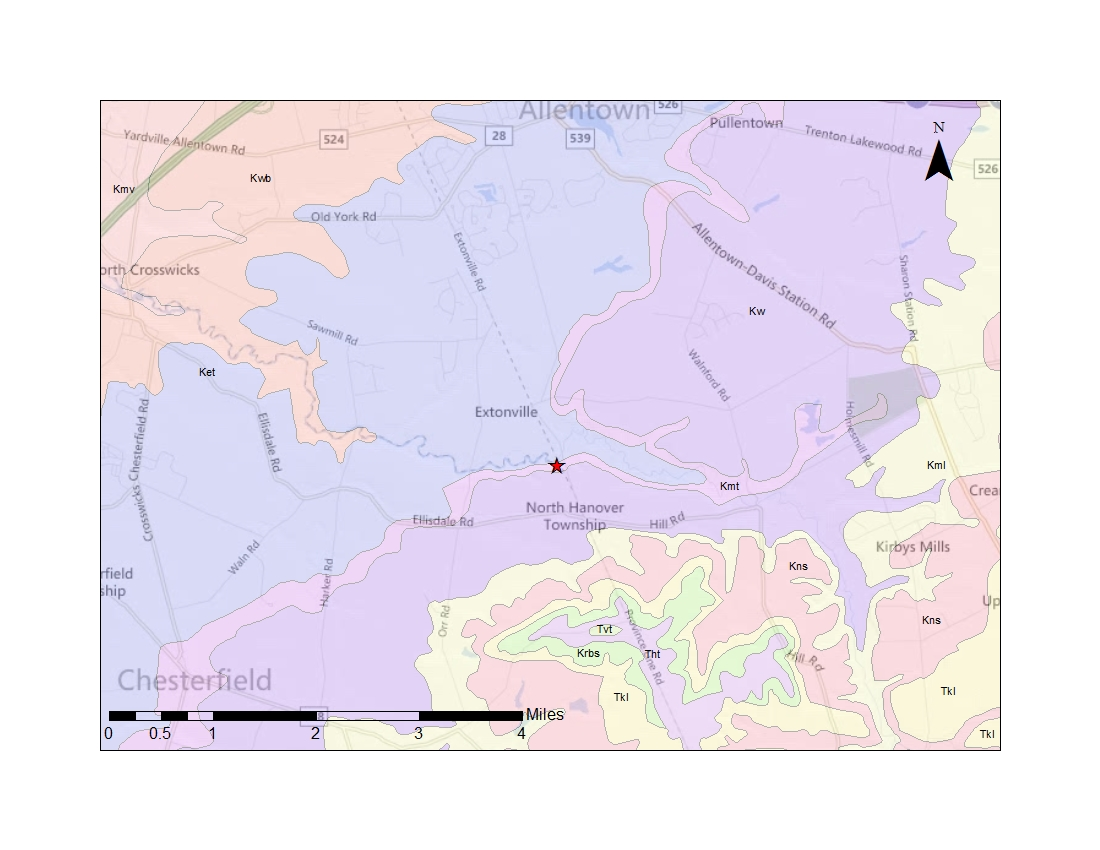 Allentown
526
Pullentown
Trenton Lakewood Rd
N
Yardville Allentown Rd
524
28
539
526
Kmv
Kwb
Old York Rd
Extonville Rd
Allentown-Davis Station Rd
orth Crosswicks
Sharon Station Rd
Kw
Sawmill Rd
Walnford Rd
Ket
Extonville
Crosswicks Chesterfield Rd
Ellisdale Rd
Holmesmill Rd
Kml
Kmt
Crea
North Hanover
Township
Ellisdale Rd
Hill Rd
Kirbys Mills
Waln Rd
rfield
ship
Harker Rd
Kns
Up
Orr Rd
Tvt
Province Line Rd
Kns
Krbs
Tht
Hill Rd
Chesterfield
Tkl
Tkl
Miles
0 0.5 1 2 3 4
Tkl